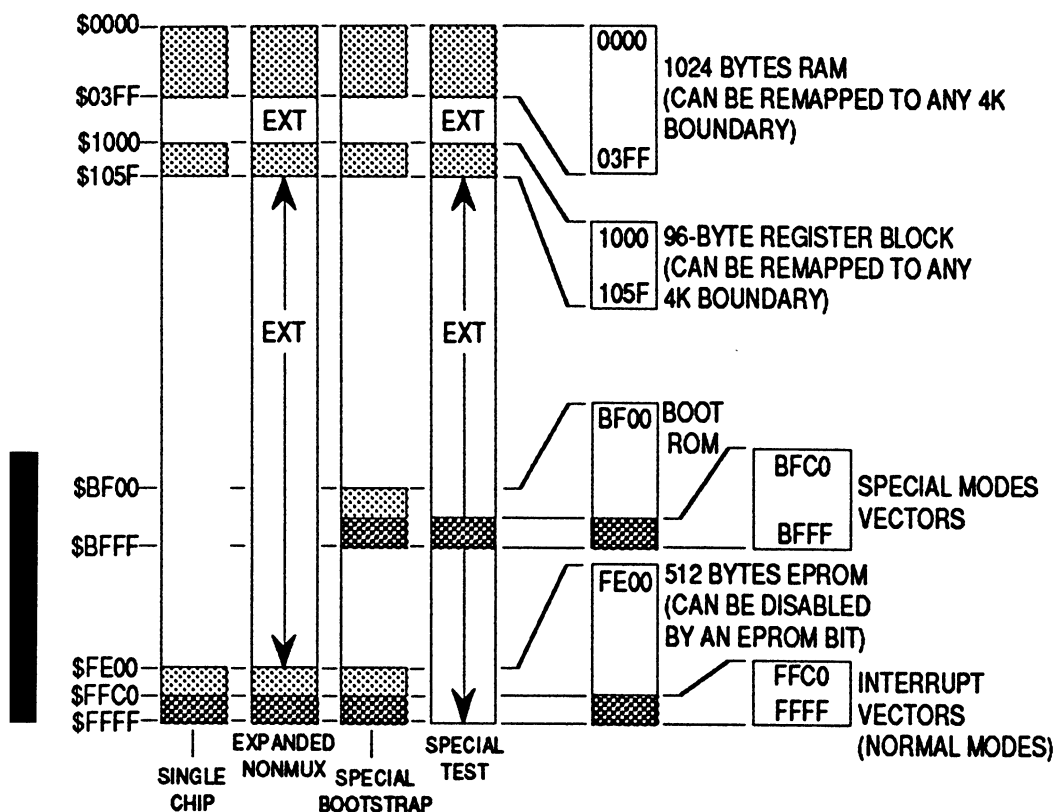 $0000
$03FF
$1000
$105F
$BF00
$BFFF
$FE00
$FFC0
$FFFF
EXT
EXT
EXT
EXT
0000
03FF
1024 BYTES RAM
(CAN BE REMAPPED TO ANY 4K
BOUNDARY)
1000
105F
96-BYTE REGISTER BLOCK
(CAN BE REMAPPED TO ANY
4K BOUNDARY)
BF00
BOOT
ROM
BFC0
BFFF
SPECIAL MODES
VECTORS
FE00
512 BYTES EPROM
(CAN BE DISABLED
BY AN EPROM BIT)
FFC0
FFFF
INTERRUPT
VECTORS
(NORMAL MODES)
SINGLE
CHIP
EXPANDED
NONMUX
SPECIAL
BOOTSTRAP
SPECIAL
TEST